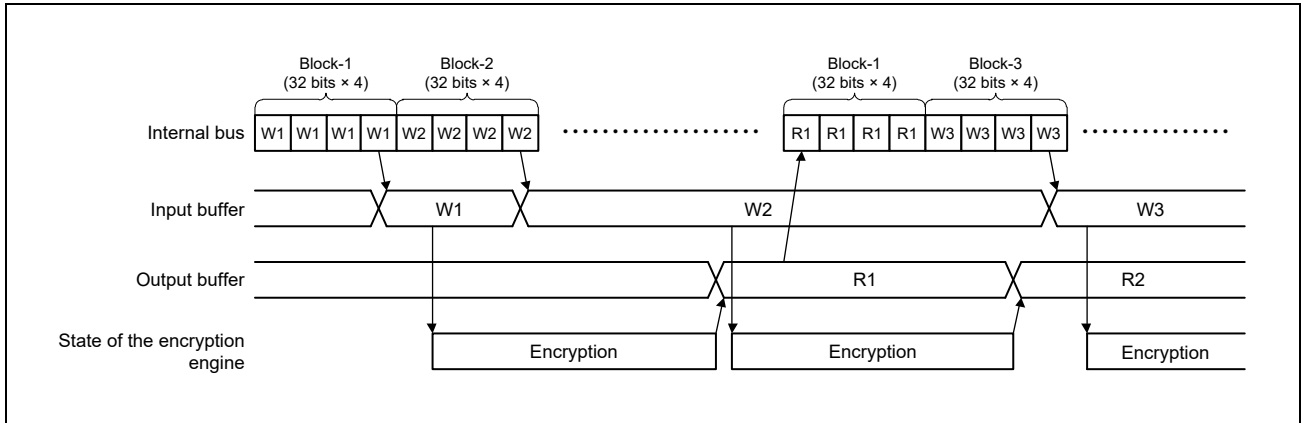 Block-1
(32 bits × 4)
Block-2
(32 bits × 4)
Block-1
(32 bits × 4)
Block-3
(32 bits × 4)
Internal bus
W1 W1 W1 W1 W2 W2 W2 W2
R1 R1 R1 R1 W3 W3 W3 W3
Input buffer
W1
W2
W3
Output buffer
R1
R2
State of the encryption
engine
Encryption
Encryption
Encryption